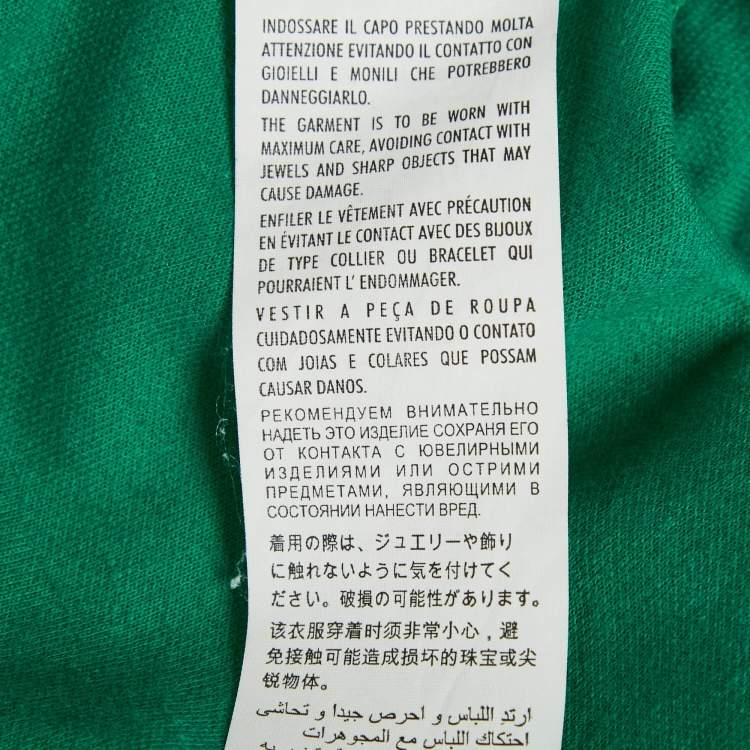 INDOSSARE IL CAPO PRESTANDO MOLTA
ATTENZIONE EVITANDO IL CONTATTO CON
GIOIELLI E MONILI CHE POTREBBERO
DANNEGGIARLO.
THE GARMENT IS TO BE WORN WITH
MAXIMUM CARE, AVOIDING CONTACT WITH
JEWELS AND SHARP OBJECTS THAT MAY
CAUSE DAMAGE.
ENFILER LE VÊTEMENT AVEC PRÉCAUTION
EN ÉVITANT LE CONTACT AVEC DES BIJOUX
DE TYPE COLLIER OU BRACELET QUI
POURRAIENT L' ENDOMMAGER.
VESTIR A PEÇA DE ROUPA
CUIDADOSAMENTE EVITANDO O CONTATO
COM JOIAS E COLARES QUE POSSAM
CAUSAR DANOS.
РЕКОМЕНДУЕМ ВНИМАТЕЛЬНО
НАДЕТЬ ЭТО ИЗДЕЛИЕ СОХРАНЯ ЕГО
ОТ КОНТАКТА С ЮВЕЛИРНЫМИ
ИЗДЕЛИЯМИ ИЛИ ОСТРИМИ
ПРЕДМЕТАМИ, ЯВЛЯЮЩИМИ В
СОСТОЯНИИ НАНЕСТИ ВРЕД.
着用の際は、ジュエリーや飾り
に触れないように気を付けてく
ださい。破損の可能性があります。
该衣服穿着时须非常小心，避
免接触可能造成损坏的珠宝或尖
锐物体。
ارتد اللباس و احرص جيدا و تحاشى
احتكاك اللباس مع المجوهرات